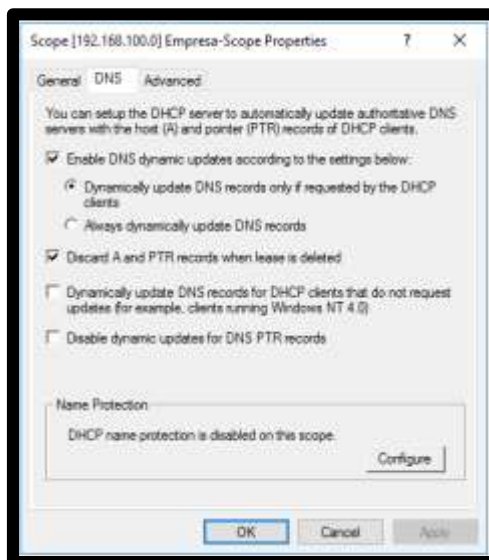 Scope [192.168.100.0] Empresa-Scope Properties ?
General DNS Advanced
You can setup the DHCP server to automatically update authoritative DNS
servers with the host (A) and pointer (PTR) records of DHCP clients.
Enable DNS dynamic updates according to the settings below:
Dynamically update DNS records only if requested by the DHCP
clients
Always dynamically update DNS records
Discard A and PTR records when lease is deleted
Dynamically update DNS records for DHCP clients that do not request
updates (for example, clients running Windows NT 4.0)
Disable dynamic updates for DNS PTR records
Name Protection
DHCP name protection is disabled on this scope.
Configure
OK Cancel Apply